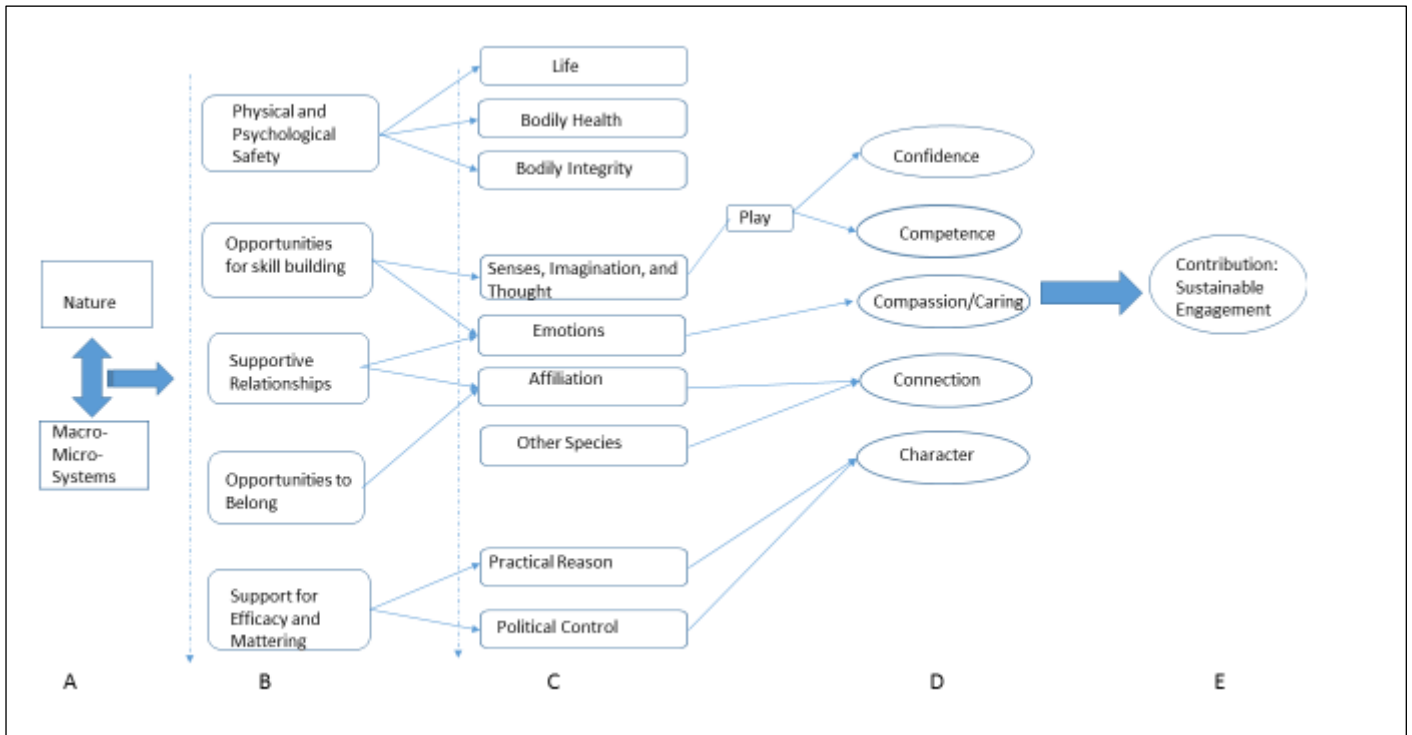 Nature
Macro-
Micro-
Systems
A
Physical and
Psychological
Safety
Opportunities
for skill building
Supportive
Relationships
Opportunities to
Belong
Support for
Efficacy and
Mattering
B
Life
Bodily Health
Bodily Integrity
Senses, Imagination, and
Thought
Emotions
Affiliation
Other Species
Practical Reason
Political Control
C
Play
Confidence
Competence
Compassion/Caring
Connection
Character
D
Contribution:
Sustainable
Engagement
E